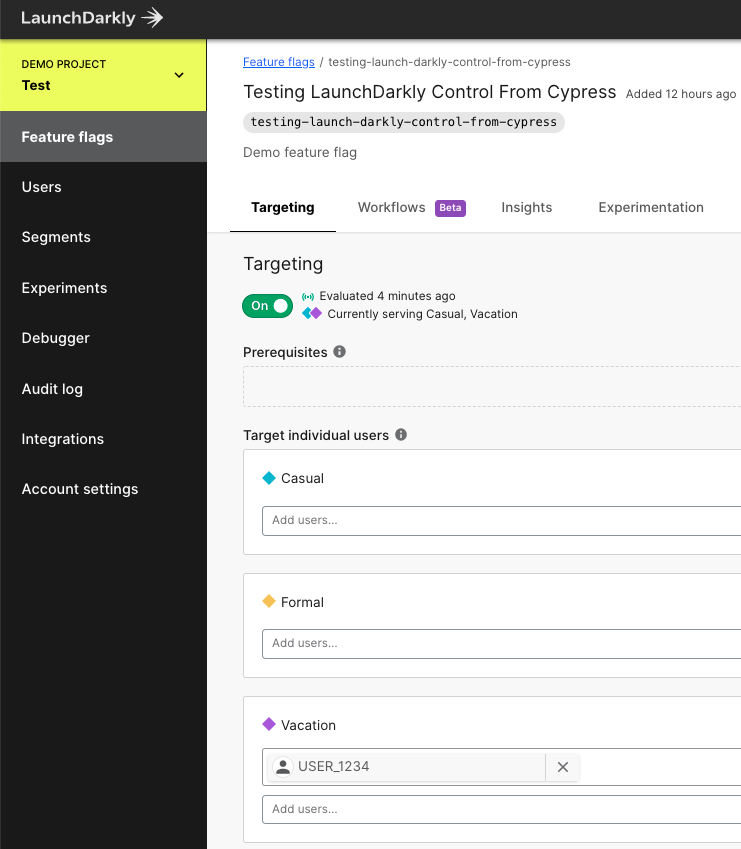 LaunchDarkly
DEMO PROJECT
Test
Feature flags
Users
Segments
Experiments
Debugger
Audit log
Integrations
Account settings
Feature flags / testing-launch-darkly-control-from-cypress
Testing LaunchDarkly Control From Cypress Added 12 hours ago
testing-launch-darkly-control-from-cypress
Demo feature flag
Targeting Workflows Beta Insights Experimentation
Targeting
On
Evaluated 4 minutes ago
Currently serving Casual, Vacation
Prerequisites
Target individual users
Casual
Add users...
Formal
Add users...
Vacation
USER_1234
Add users...